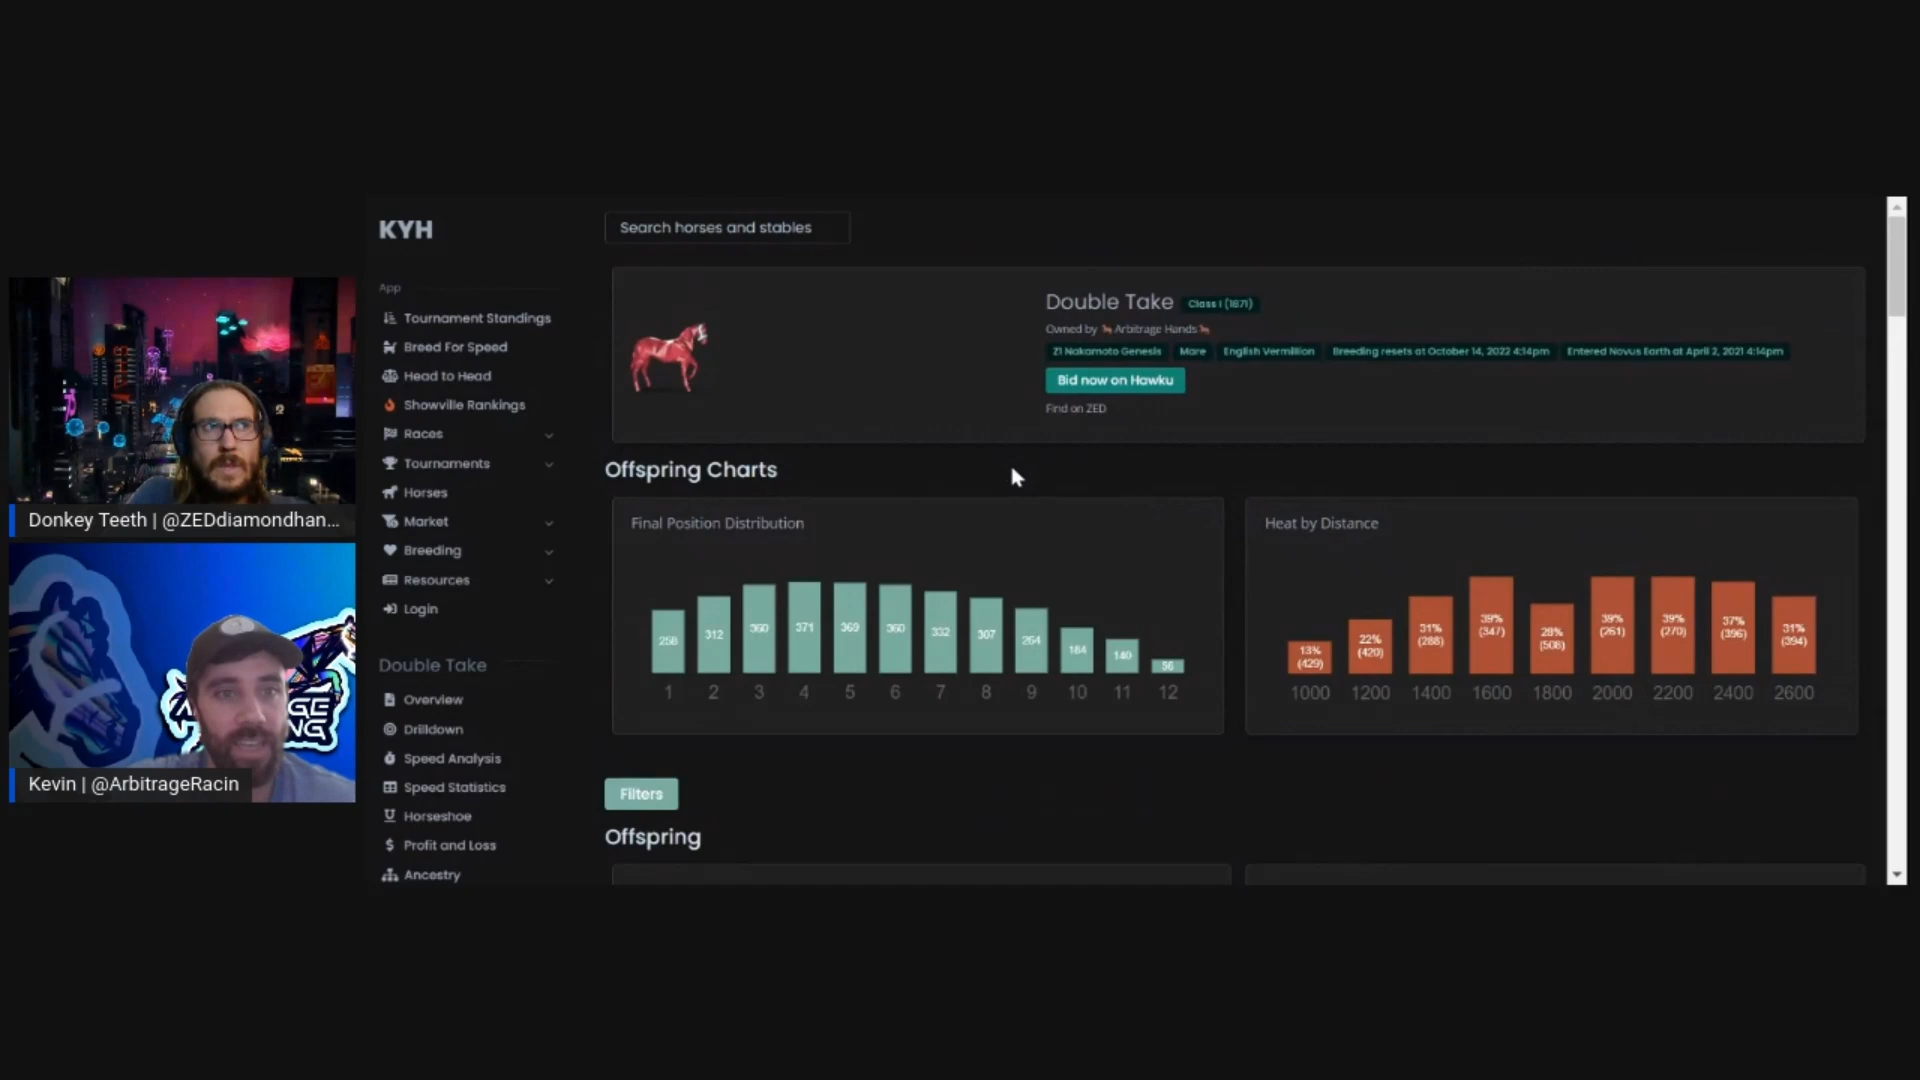 KYH
Search horses and stables
App
Tournament Standings
Breed For Speed
Head to Head
Showville Rankings
Races
Tournaments
Horses
Market
Breeding
Resources
Login
Double Take
Overview
Drilldown
Speed Analysis
Speed Statistics
Horseshoe
Profit and Loss
Ancestry
Double Take Class I (1871)
Owned by Arbitrage Hands
Z1 Nakamoto Genesis Mare English Vermillion Breeding resets at October 14, 2022 4:14pm Entered Novus Earth at April 2, 2021 4:14pm
Bid now on Hawku
Find on ZED
Offspring Charts
Final Position Distribution
312 360 371 369 360 332 307 264 184 140 56
1 2 3 4 5 6 7 8 9 10 11 12
Heat by Distance
13% 22% 31% 39% 28% 39% 39% 37% 31%
(429) (420) (288) (347) (508) (261) (270) (396) (394)
1000 1200 1400 1600 1800 2000 2200 2400 2600
Filters
Offspring
Donkey Teeth | @ZEDdiamondhan...
Kevin | @ArbitrageRacin